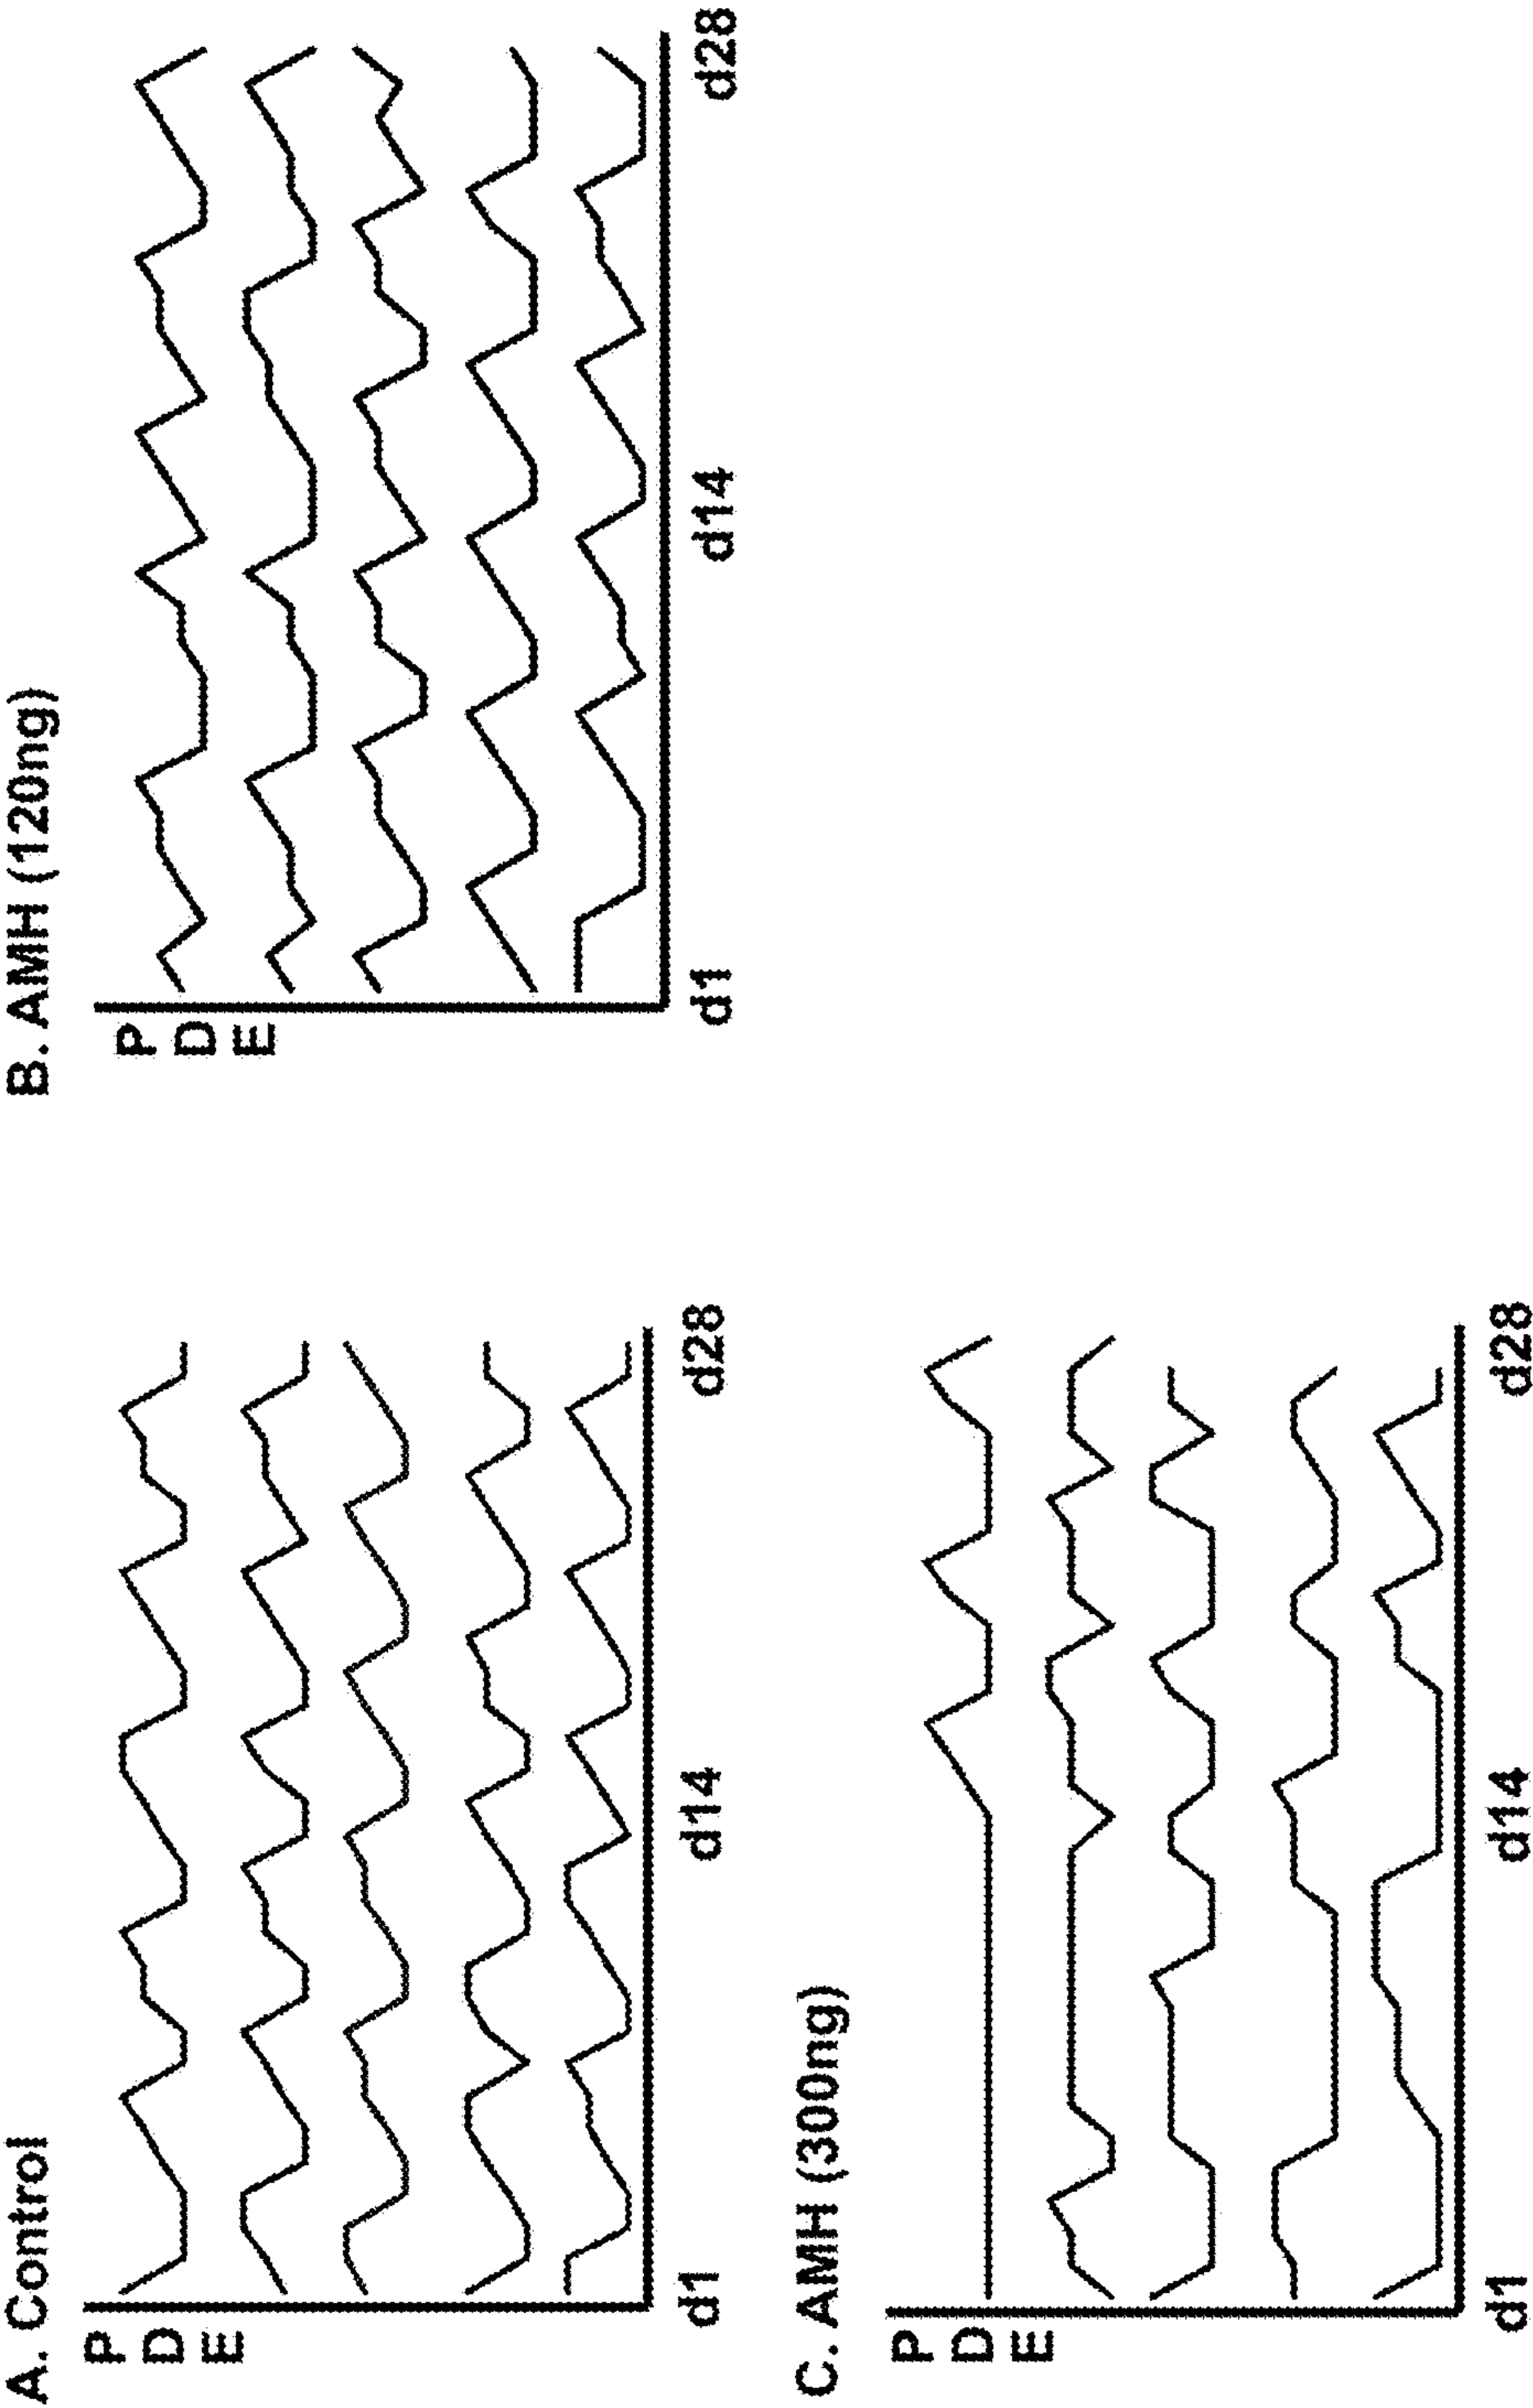 A. Control
P
D
E
d1 d14 d28
B. AMH (120ng)
P
D
E
d1 d14 d28
C. AMH (300ng)
P
D
E
d1 d14 d28